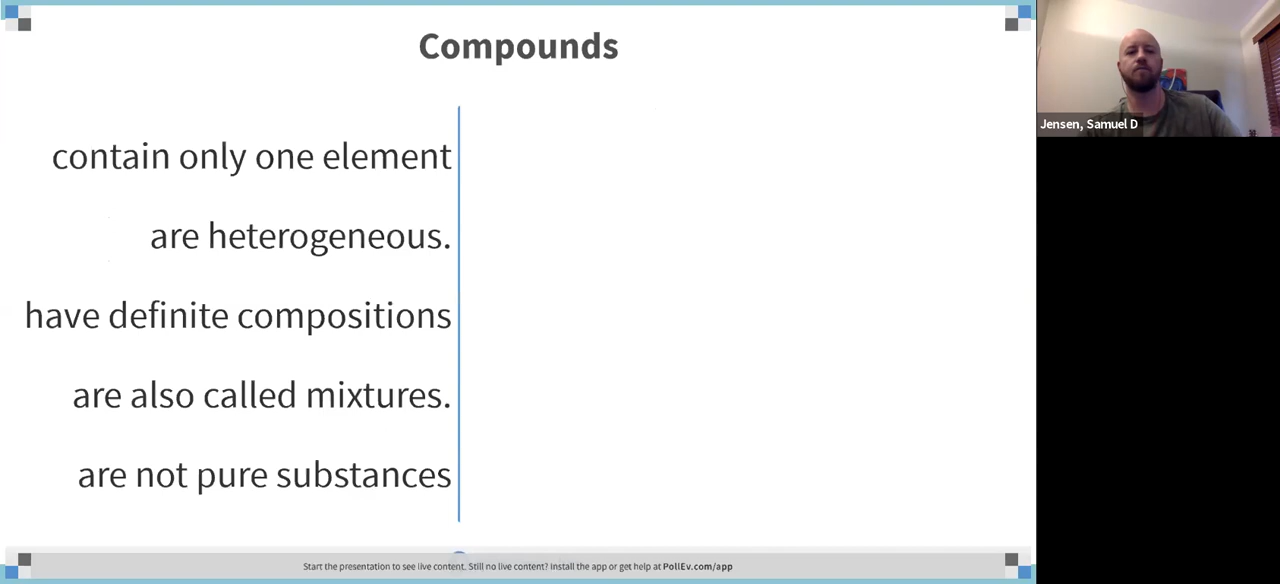 Compounds
contain only one element
are heterogeneous.
have definite compositions
are also called mixtures.
are not pure substances
Start the presentation to see live content. Still no live content? Install the app or get help at PollEv.com/app
Jensen, Samuel D